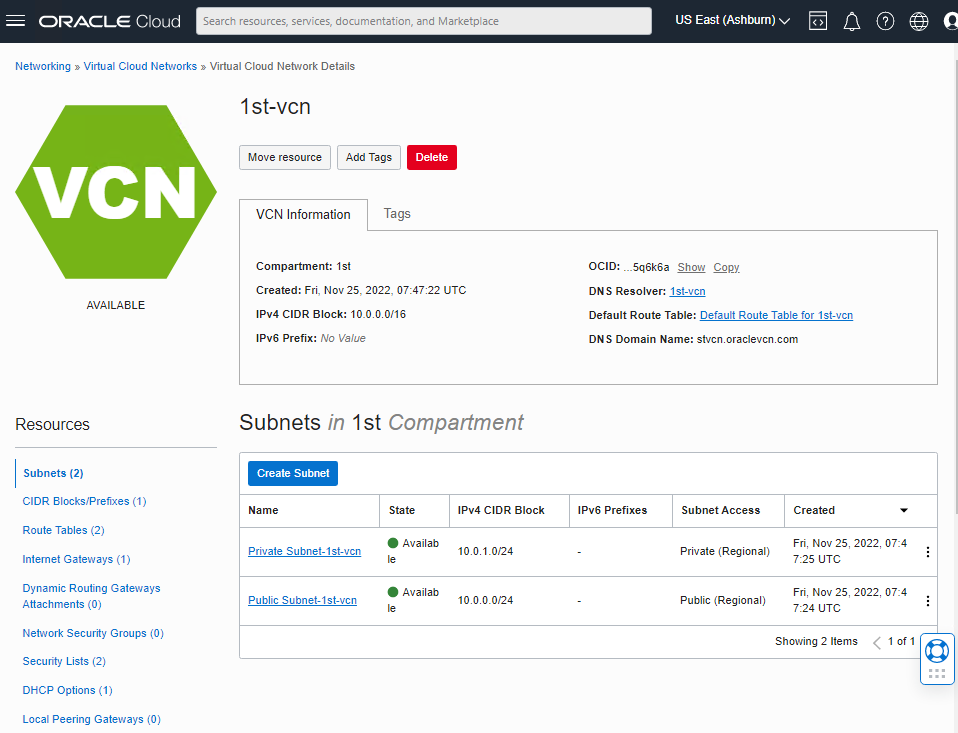 ORACLE Cloud
Search resources, services, documentation, and Marketplace
US East (Ashburn)
Networking » Virtual Cloud Networks » Virtual Cloud Network Details
VCN
AVAILABLE
1st-vcn
Move resource
Add Tags
Delete
VCN Information
Tags
Compartment: 1st
Created: Fri, Nov 25, 2022, 07:47:22 UTC
IPv4 CIDR Block: 10.0.0.0/16
IPv6 Prefix: No Value
OCID: ...5q6k6a Show Copy
DNS Resolver: 1st-vcn
Default Route Table: Default Route Table for 1st-vcn
DNS Domain Name: stvcn.oraclevcn.com
Resources
Subnets (2)
CIDR Blocks/Prefixes (1)
Route Tables (2)
Internet Gateways (1)
Dynamic Routing Gateways
Attachments (0)
Network Security Groups (0)
Security Lists (2)
DHCP Options (1)
Local Peering Gateways (0)
Subnets in 1st Compartment
Create Subnet
Name State IPv4 CIDR Block IPv6 Prefixes Subnet Access Created
Private Subnet-1st-vcn Availab 10.0.1.0/24 - Private (Regional) Fri, Nov 25, 2022, 07:4
le 7:25 UTC
Public Subnet-1st-vcn Availab 10.0.0.0/24 - Public (Regional) Fri, Nov 25, 2022, 07:4
le 7:24 UTC
Showing 2 Items 1 of 1